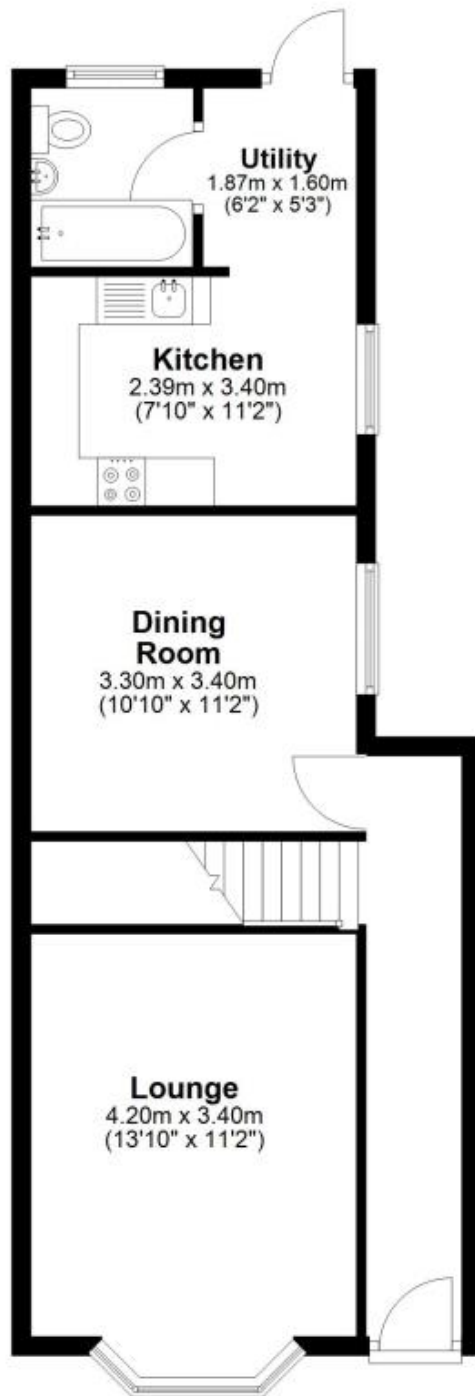 Utility
1.87m x 1.60m
(6'2" x 5'3")
Kitchen
2.39m x 3.40m
(7'10" x 11'2")
Dining
Room
3.30m x 3.40m
(10'10" x 11'2")
Lounge
4.20m x 3.40m
(13'10" x 11'2")